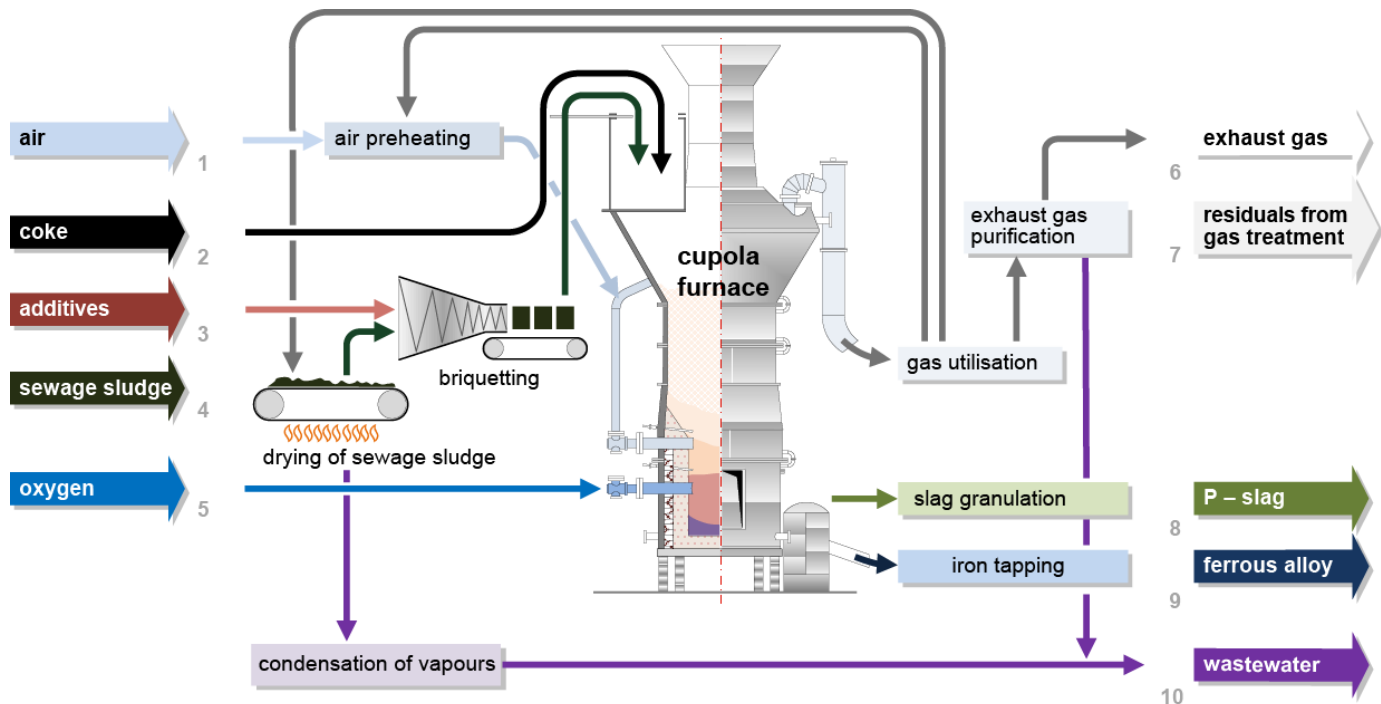 air
1
air preheating
coke
2
additives
3
sewage sludge
4
oxygen
5
briquetting
drying of sewage sludge
condensation of vapours
cupola
furnace
gas utilisation
exhaust gas
purification
slag granulation
iron tapping
6
exhaust gas
7
residuals from
gas treatment
8
P – slag
9
ferrous alloy
10
wastewater